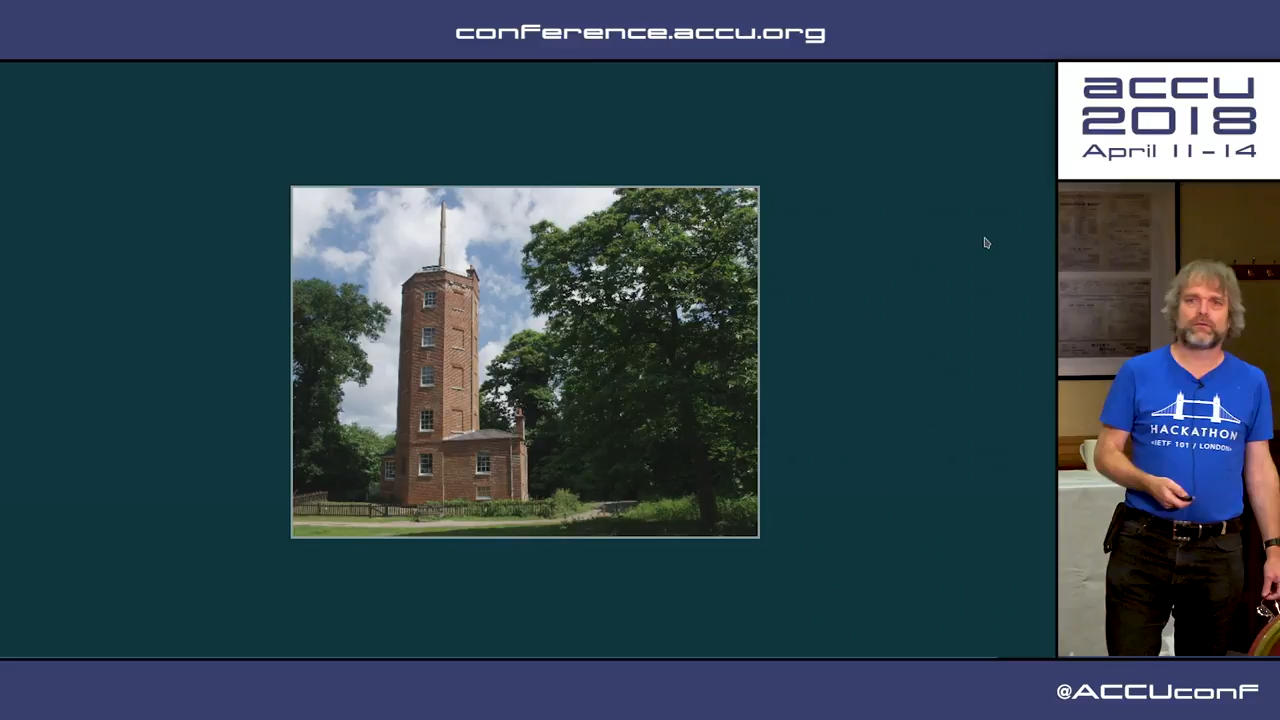 conference.accu.org
accu
2018
April 11-14
HACKATHON
<IETF 101 / LONDON>
@ACCUconf